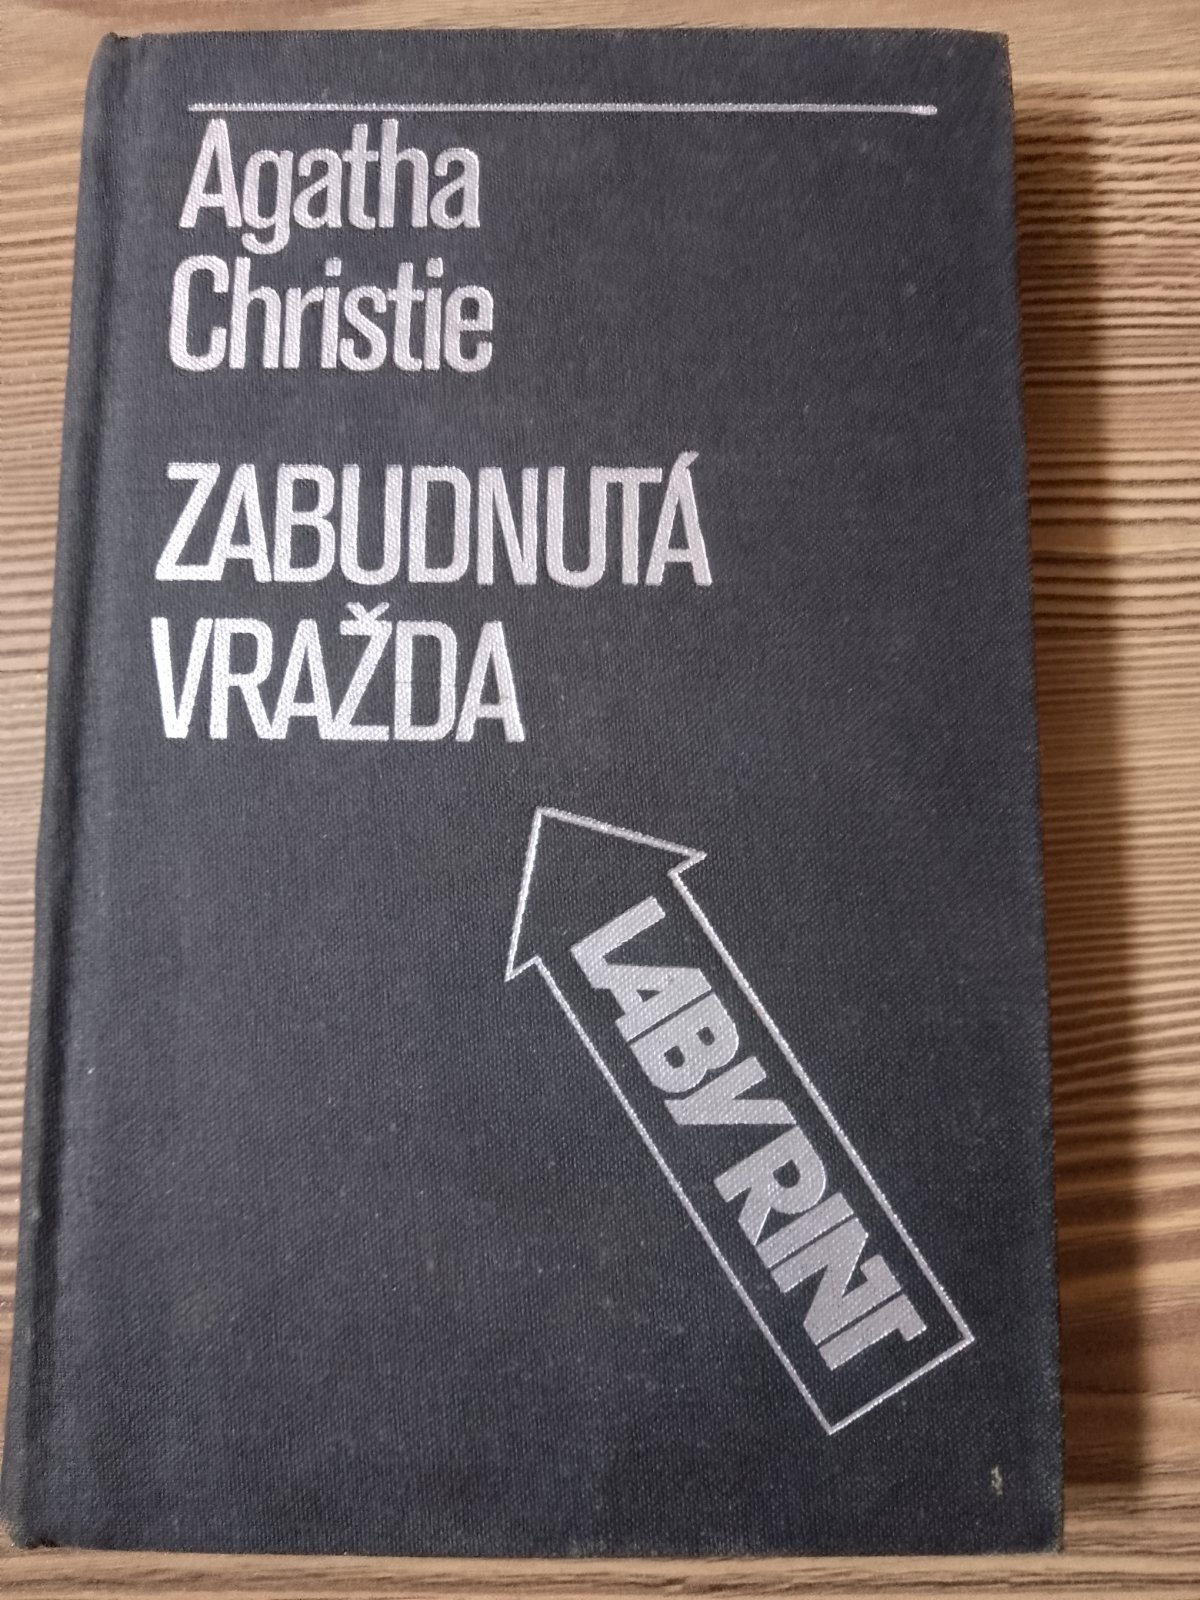 Agatha
Christie
ZABUDNUTÁ
VRAŽDA
LABYRINT